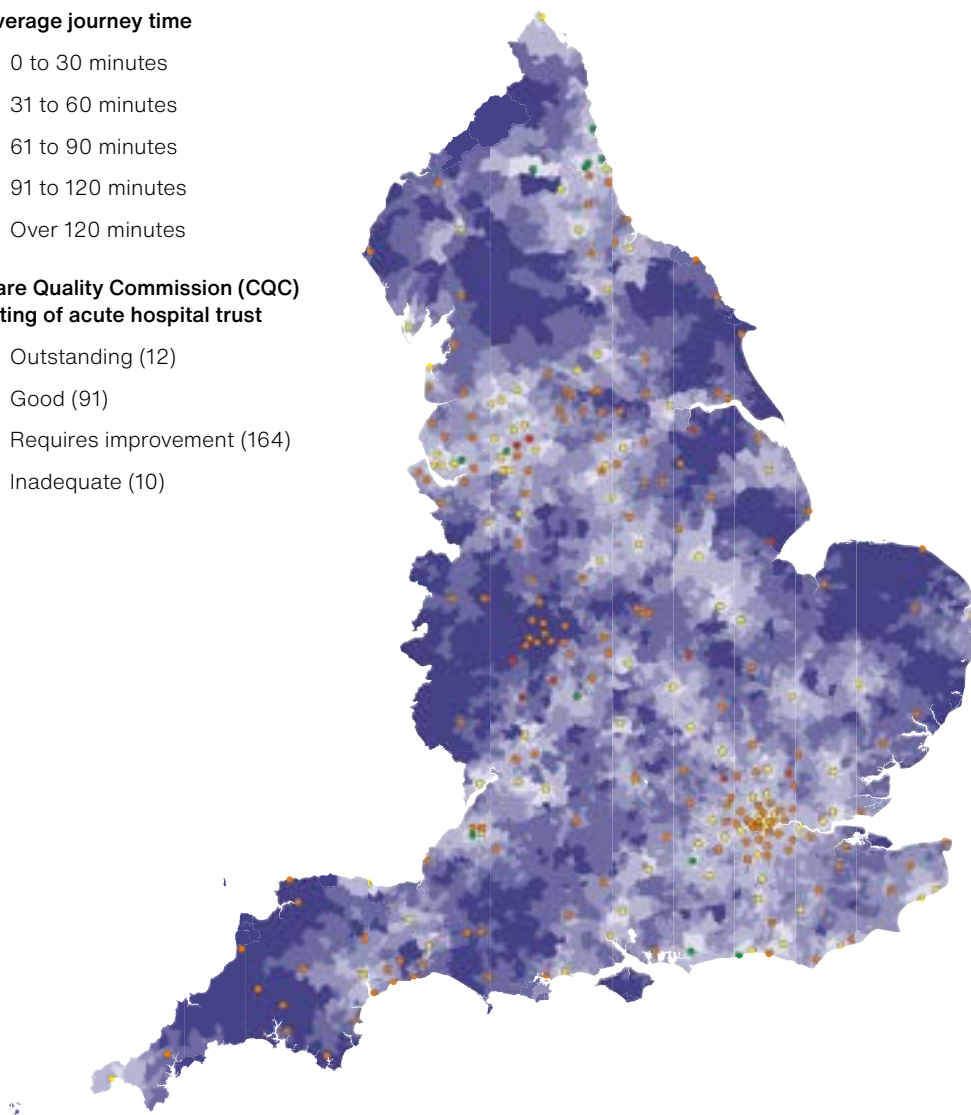 verage journey time
0 to 30 minutes
31 to 60 minutes
61 to 90 minutes
91 to 120 minutes
Over 120 minutes
are Quality Commission (CQC)
ting of acute hospital trust
Outstanding (12)
Good (91)
Requires improvement (164)
Inadequate (10)